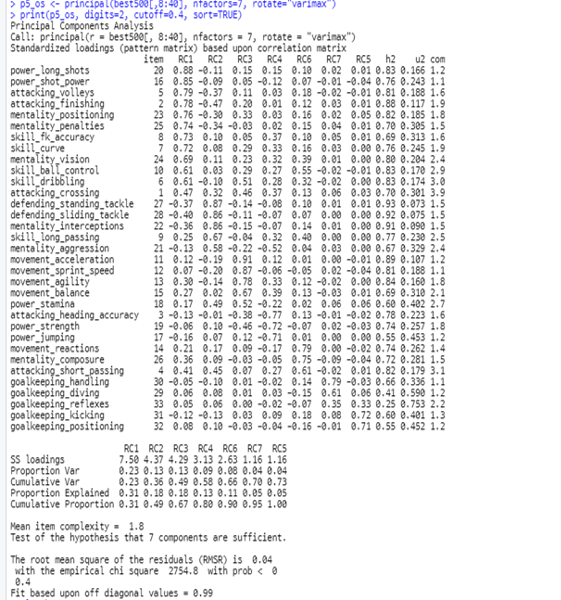 > p5_os <- principal(best500[,8:40], nfactors=7, rotate="varimax")
> print(p5_os, digits=2, cutoff=0.4, sort=TRUE)
Principal Components Analysis
Call: principal(r = best500[, 8:40], nfactors = 7, rotate = "varimax")
Standardized loadings (pattern matrix) based upon correlation matrix
item RC1 RC2 RC3 RC4 RC6 RC7 RC5 h2 u2 com
power_long_shots 20 0.88 -0.11 0.15 0.15 0.10 0.02 0.01 0.83 0.166 1.2
power_shot_power 16 0.85 -0.09 0.05 -0.12 0.07 -0.01 -0.04 0.76 0.243 1.1
attacking_volleys 5 0.79 -0.37 0.11 0.03 0.18 -0.02 -0.01 0.81 0.188 1.6
attacking_finishing 2 0.78 -0.47 0.20 0.01 0.12 0.03 0.01 0.88 0.117 1.9
mentality_positioning 23 0.76 -0.30 0.33 0.03 0.16 0.02 0.05 0.82 0.185 1.8
mentality_penalties 25 0.74 -0.34 -0.03 0.02 0.15 0.04 0.01 0.70 0.305 1.5
skill_fk_accuracy 8 0.73 0.10 0.05 0.37 0.10 0.05 0.01 0.69 0.313 1.6
skill_curve 7 0.72 0.08 0.29 0.33 0.16 0.03 0.00 0.76 0.245 1.9
mentality_vision 24 0.69 0.11 0.23 0.32 0.39 0.01 0.00 0.80 0.204 2.4
skill_ball_control 10 0.61 0.03 0.29 0.27 0.55 -0.02 -0.01 0.83 0.170 2.9
skill_dribbling 6 0.61 -0.10 0.51 0.28 0.32 -0.02 0.00 0.83 0.174 3.0
attacking_crossing 1 0.47 0.32 0.46 0.37 0.13 0.06 0.03 0.70 0.301 3.9
defending_standing_tackle 27 -0.37 0.87 -0.14 -0.08 0.10 0.01 0.01 0.93 0.073 1.5
defending_sliding_tackle 28 -0.40 0.86 -0.11 -0.07 0.07 0.00 0.00 0.92 0.075 1.5
mentality_interceptions 22 -0.36 0.86 -0.15 -0.07 0.14 0.01 0.00 0.91 0.090 1.5
skill_long_passing 9 0.25 0.67 -0.04 0.32 0.40 0.00 0.00 0.77 0.230 2.5
mentality_aggression 21 -0.13 0.58 -0.22 -0.52 0.04 0.03 0.00 0.67 0.329 2.4
movement_acceleration 11 0.12 -0.19 0.91 0.12 0.01 0.00 -0.01 0.89 0.107 1.2
movement_sprint_speed 12 0.07 -0.20 0.87 -0.06 -0.05 0.02 -0.04 0.81 0.188 1.1
movement_agility 13 0.30 -0.14 0.78 0.33 0.12 -0.02 0.00 0.84 0.160 1.8
movement_balance 15 0.27 0.02 0.67 0.39 0.13 -0.03 0.01 0.69 0.310 2.1
power_stamina 18 0.17 0.49 0.52 -0.22 0.02 0.06 0.06 0.60 0.402 2.7
attacking_heading_accuracy 3 -0.13 -0.01 -0.38 -0.77 0.13 -0.01 -0.02 0.78 0.223 1.6
power_strength 19 -0.06 0.10 -0.46 -0.72 -0.07 0.02 -0.03 0.74 0.257 1.8
power_jumping 17 -0.16 0.07 0.12 -0.71 0.01 0.00 0.00 0.55 0.453 1.2
movement_reactions 14 0.21 0.17 0.09 -0.17 0.79 0.00 -0.02 0.74 0.262 1.4
mentality_composure 26 0.36 0.09 -0.03 -0.05 0.75 -0.09 -0.04 0.72 0.281 1.5
attacking_short_passing 4 0.41 0.45 0.07 0.27 0.61 -0.02 0.01 0.82 0.179 3.1
goalkeeping_handling 30 -0.05 -0.10 0.01 -0.02 0.14 0.79 -0.03 0.66 0.336 1.1
goalkeeping_diving 29 0.06 0.08 0.01 0.03 -0.15 0.61 0.06 0.41 0.590 1.2
goalkeeping_reflexes 33 0.05 0.06 0.00 -0.02 -0.07 0.35 0.33 0.25 0.753 2.2
goalkeeping_kicking 31 -0.12 -0.13 0.03 0.09 0.18 0.08 0.72 0.60 0.401 1.3
goalkeeping_positioning 32 0.08 0.10 -0.03 -0.04 -0.16 -0.01 0.71 0.55 0.452 1.2
RC1 RC2 RC3 RC4 RC6 RC7 RC5
SS loadings 7.50 4.37 4.29 3.13 2.63 1.16 1.16
Proportion Var 0.23 0.13 0.13 0.09 0.08 0.04 0.04
Cumulative Var 0.23 0.36 0.49 0.58 0.66 0.70 0.73
Proportion Explained 0.31 0.18 0.18 0.13 0.11 0.05 0.05
Cumulative Proportion 0.31 0.49 0.67 0.80 0.90 0.95 1.00
Mean item complexity = 1.8
Test of the hypothesis that 7 components are sufficient.
The root mean square of the residuals (RMSR) is 0.04
with the empirical chi square 2754.8 with prob < 0
0.4
Fit based upon off diagonal values = 0.99